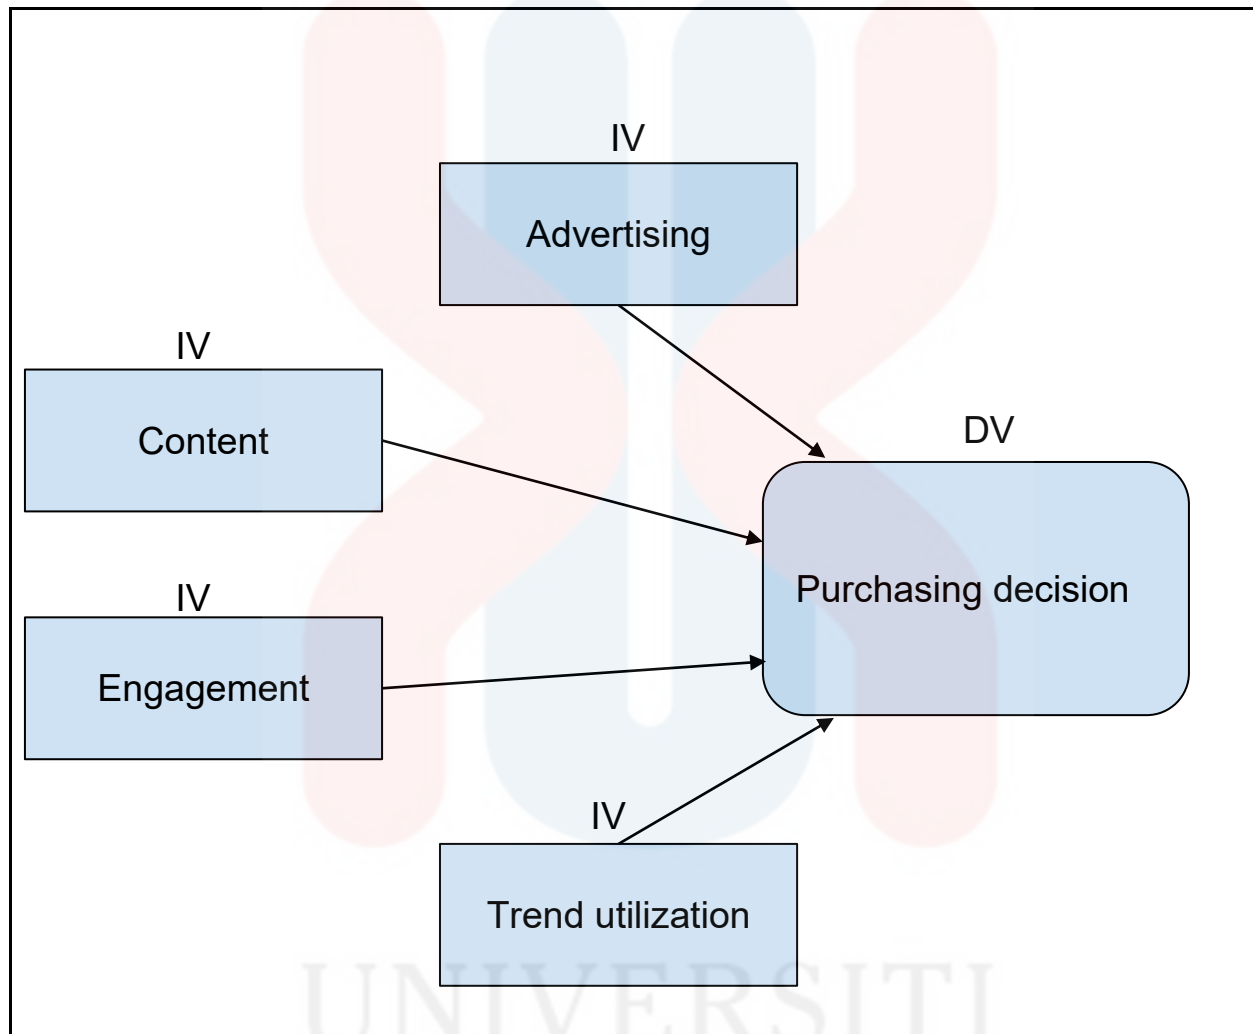 IV
Advertising
IV
Content
DV
Purchasing decision
IV
Engagement
IV
Trend utilization
UNIVERSITI